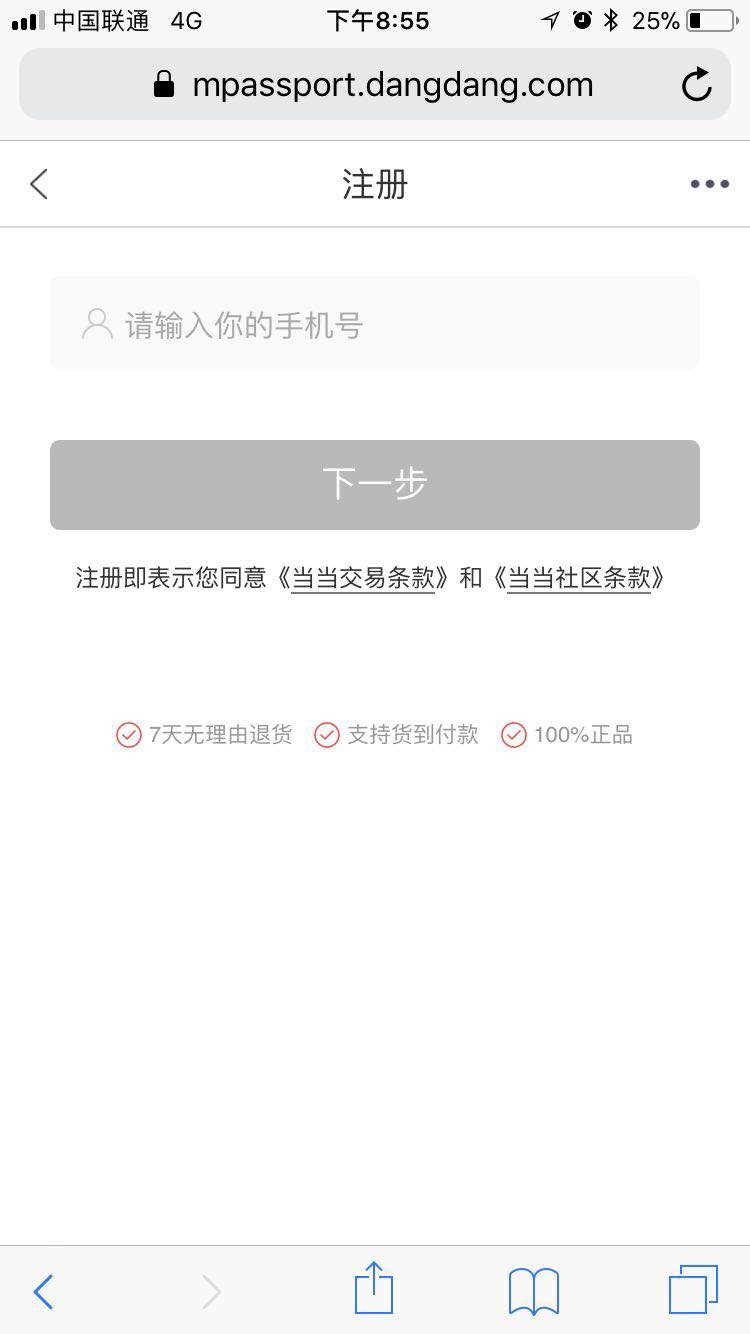 中国联通 4G 下午8:55 25%
mpassport.dangdang.com
注册
请输入你的手机号
下一步
注册即表示您同意《当当交易条款》和《当当社区条款》
7天无理由退货 支持货到付款 100%正品